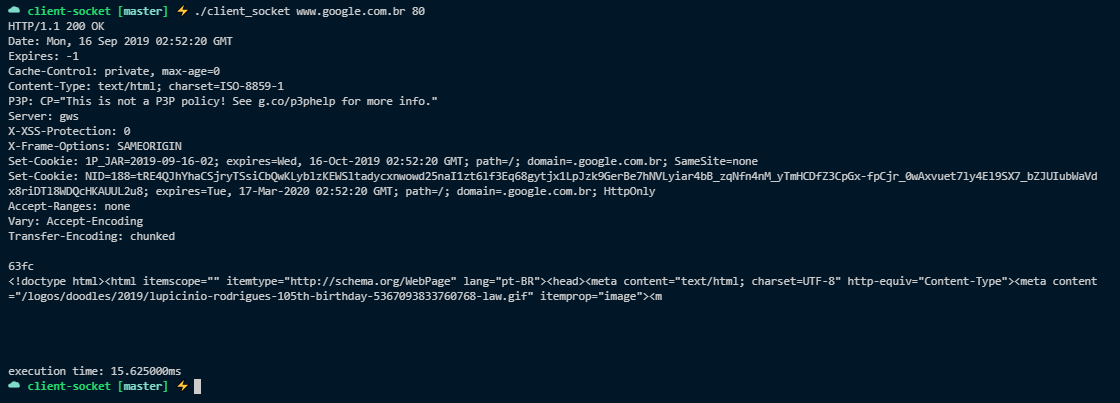 client-socket [master] ⚡ ./client_socket www.google.com.br 80
HTTP/1.1 200 OK
Date: Mon, 16 Sep 2019 02:52:20 GMT
Expires: -1
Cache-Control: private, max-age=0
Content-Type: text/html; charset=ISO-8859-1
P3P: CP="This is not a P3P policy! See g.co/p3phelp for more info."
Server: gws
X-XSS-Protection: 0
X-Frame-Options: SAMEORIGIN
Set-Cookie: 1P_JAR=2019-09-16-02; expires=Wed, 16-Oct-2019 02:52:20 GMT; path=/; domain=.google.com.br; SameSite=none
Set-Cookie: NID=188=tRE4QJhYhaCSjryTSsiCbQwKLyblzKEWSltadycxnwowd25naI1zt6lf3Eq68gytjx1LpJzk9GerBe7hNVLyiar4bB_zqNfn4nM_yTmHCDfZ3CpGx-fpCjr_0wAxvuet7ly4El9SX7_bZJUIubWaVd
x8riDTl8WDQcHKAUUL2u8; expires=Tue, 17-Mar-2020 02:52:20 GMT; path=/; domain=.google.com.br; HttpOnly
Accept-Ranges: none
Vary: Accept-Encoding
Transfer-Encoding: chunked
63fc
<!doctype html><html itemscope="" itemtype="http://schema.org/WebPage" lang="pt-BR"><head><meta content="text/html; charset=UTF-8" http-equiv="Content-Type"><meta content
="/logos/doodles/2019/lupicinio-rodrigues-105th-birthday-5367093833760768-law.gif" itemprop="image"><m
execution time: 15.625000ms
client-socket [master] ⚡